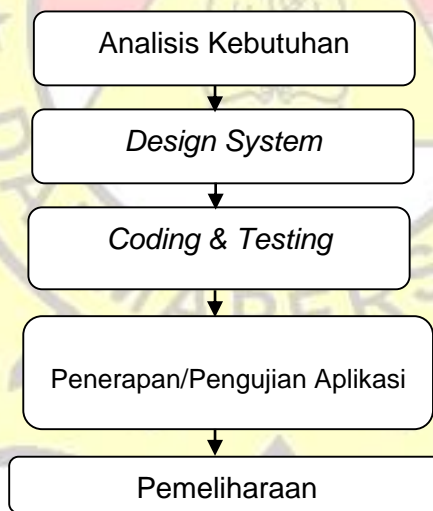 Analisis Kebutuhan
Design System
Coding & Testing
Penerapan/Pengujian Aplikasi
Pemeliharaan